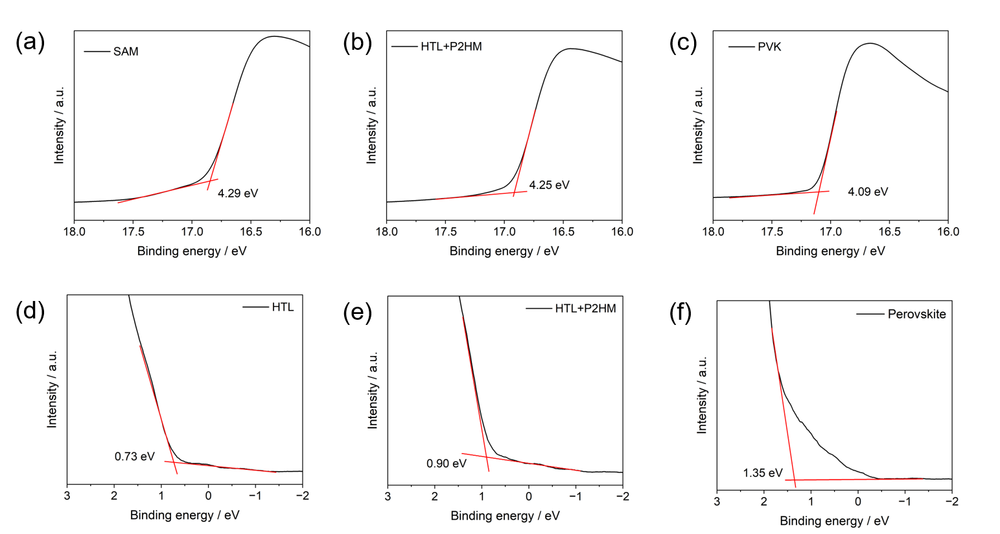 (a)
SAM
Intensity / a.u.
4.29 eV
18.0 17.5 17.0 16.5 16.0
Binding energy / eV
(b)
HTL+P2HM
Intensity / a.u.
4.25 eV
18.0 17.5 17.0 16.5 16.0
Binding energy / eV
(c)
PVK
Intensity / a.u.
4.09 eV
18.0 17.5 17.0 16.5 16.0
Binding energy / eV
(d)
HTL
Intensity / a.u.
0.73 eV
3 2 1 0 −1 −2
Binding energy / eV
(e)
HTL+P2HM
Intensity / a.u.
0.90 eV
3 2 1 0 −1 −2
Binding energy / eV
(f)
Perovskite
Intensity / a.u.
1.35 eV
3 2 1 0 −1 −2
Binding energy / eV